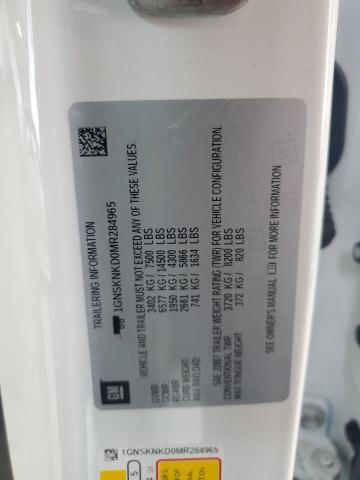 TRAILERING INFORMATION
1GNSKNKD0MR284965
VEHICLE AND TRAILER MUST NOT EXCEED ANY OF THESE VALUES.
GVWR 3402 KG / 7500 LBS
GCWR 6577 KG / 14500 LBS
RGAWR 1950 KG / 4300 LBS
CURB WEIGHT 2661 KG / 5866 LBS
MAX PAYLOAD 741 KG / 1634 LBS
SAE J2807 TRAILER WEIGHT RATING (TWR) FOR VEHICLE CONFIGURATION.
CONVENTIONAL TWR 3720 KG / 8200 LBS
MAX TONGUE WEIGHT 372 KG / 820 LBS
SEE OWNER'S MANUAL FOR MORE INFORMATION
GM
1GNSKNKD0MR284965
5